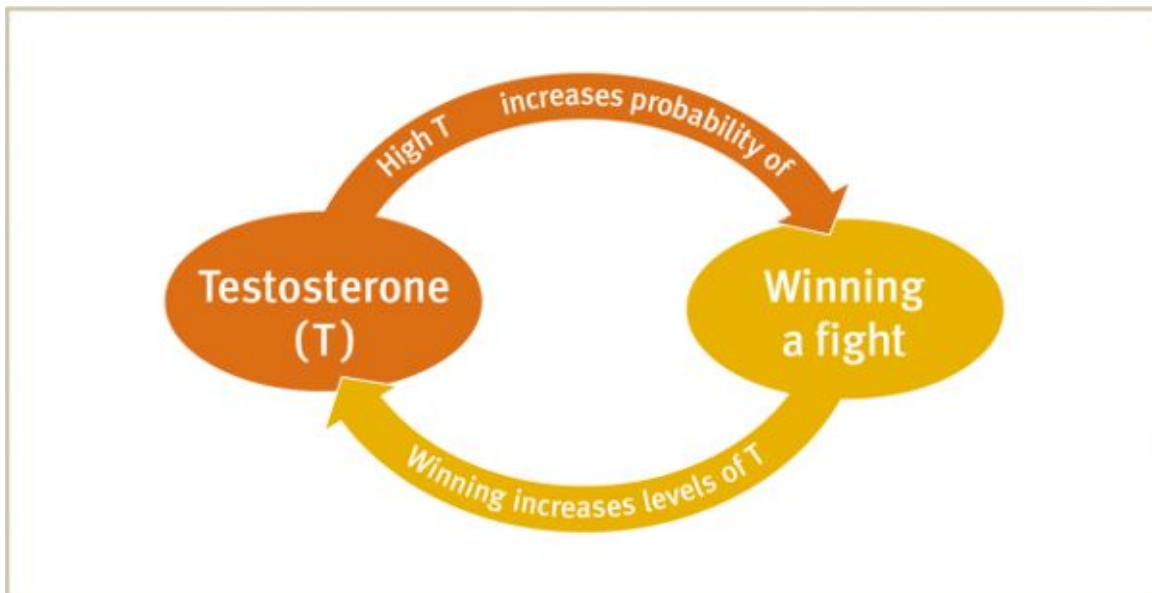 High T increases probability of
Testosterone
(T)
Winning
a fight
Winning increases levels of T